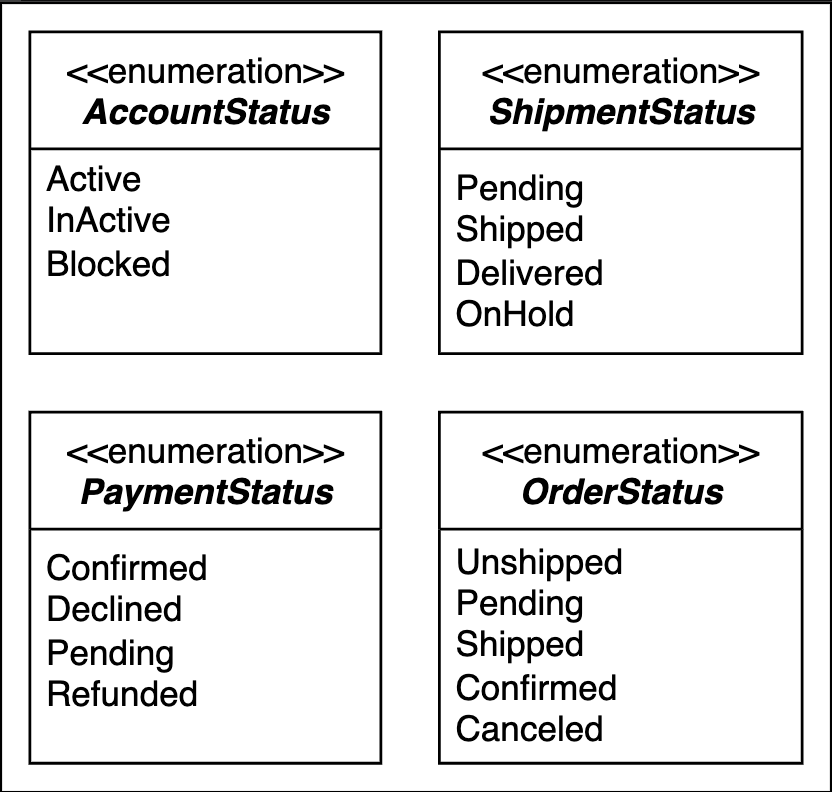 <<enumeration>>
AccountStatus
Active
InActive
Blocked
<<enumeration>>
ShipmentStatus
Pending
Shipped
Delivered
OnHold
<<enumeration>>
PaymentStatus
Confirmed
Declined
Pending
Refunded
<<enumeration>>
OrderStatus
Unshipped
Pending
Shipped
Confirmed
Canceled